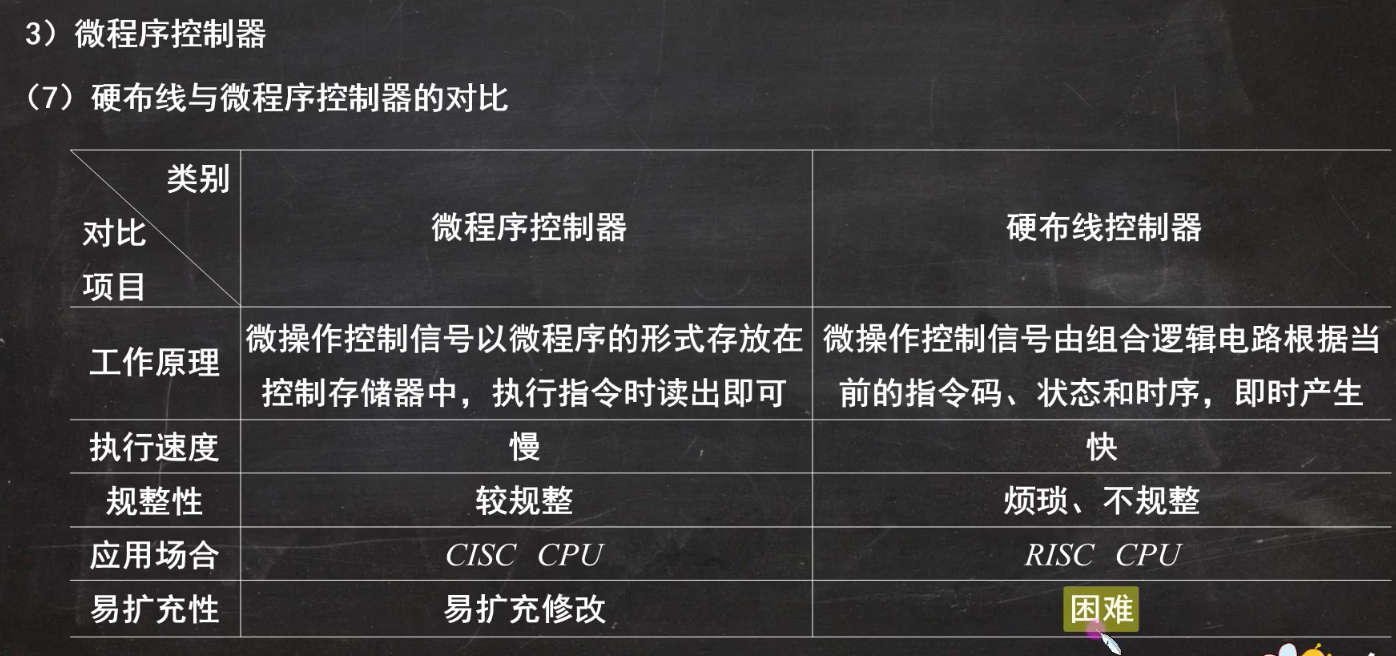 3）微程序控制器
（7）硬布线与微程序控制器的对比
类别
对比
项目
微程序控制器
硬布线控制器
工作原理
微操作控制信号以微程序的形式存放在
控制存储器中，执行指令时读出即可
微操作控制信号由组合逻辑电路根据当
前的指令码、状态和时序，即时产生
执行速度
慢
快
规整性
较规整
烦琐、不规整
应用场合
CISC CPU
RISC CPU
易扩充性
易扩充修改
困难